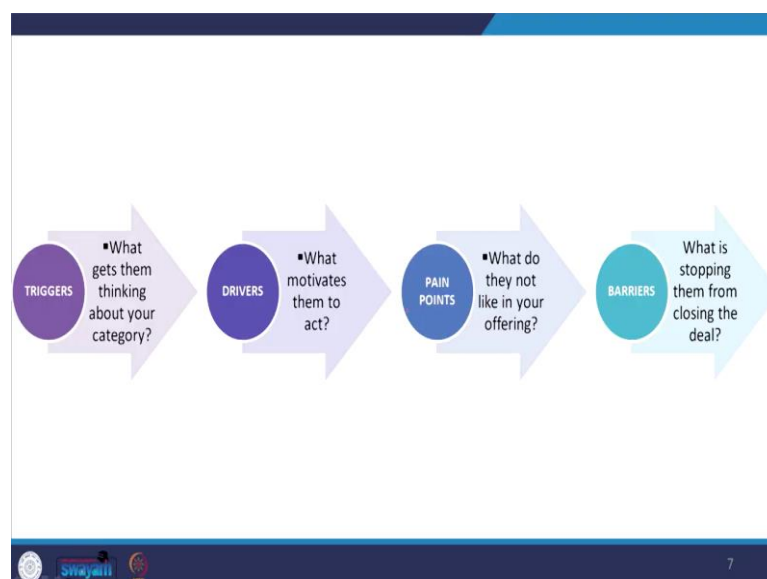 TRIGGERS
▪What
gets them
thinking
about your
category?
DRIVERS
▪What
motivates
them to
act?
PAIN
POINTS
▪What do
they not
like in your
offering?
BARRIERS
What is
stopping
them from
closing the
deal?
swayam
7